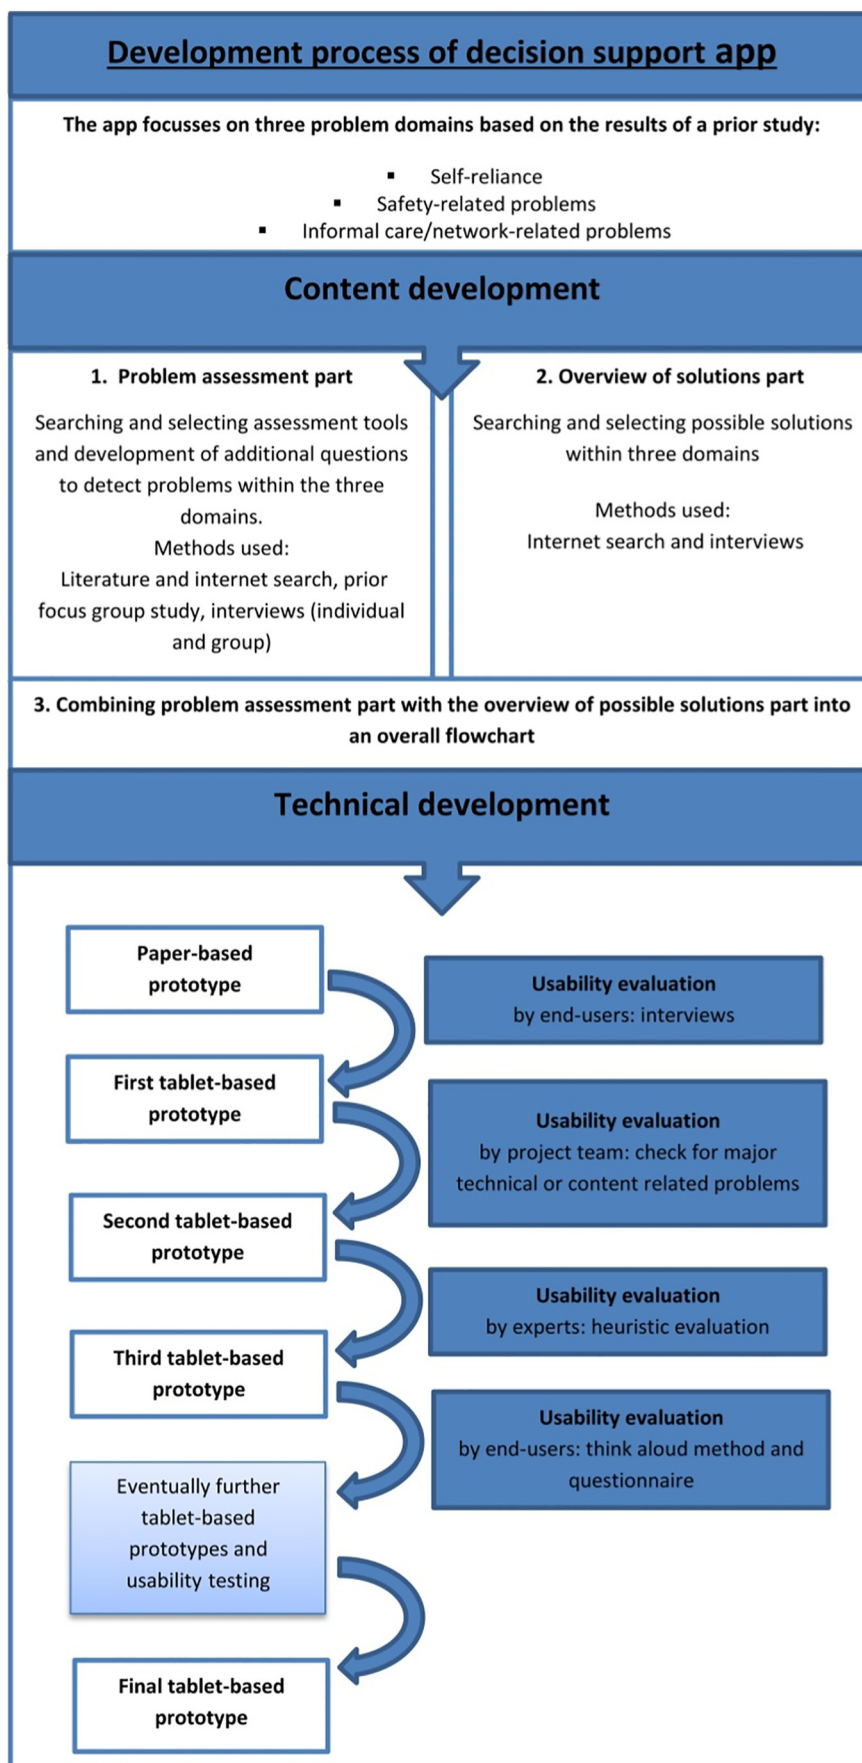 Development process of decision support app
The app focusses on three problem domains based on the results of a prior study:
▪ Self-reliance
▪ Safety-related problems
▪ Informal care/network-related problems
Content development
1. Problem assessment part
Searching and selecting assessment tools
and development of additional questions
to detect problems within the three
domains.
Methods used:
Literature and internet search, prior
focus group study, interviews (individual
and group)
2. Overview of solutions part
Searching and selecting possible solutions
within three domains
Methods used:
Internet search and interviews
3. Combining problem assessment part with the overview of possible solutions part into
an overall flowchart
Technical development
Paper-based
prototype
Usability evaluation
by end-users: interviews
First tablet-based
prototype
Usability evaluation
by project team: check for major
technical or content related problems
Second tablet-based
prototype
Usability evaluation
by experts: heuristic evaluation
Third tablet-based
prototype
Usability evaluation
by end-users: think aloud method and
questionnaire
Eventually further
tablet-based
prototypes and
usability testing
Final tablet-based
prototype